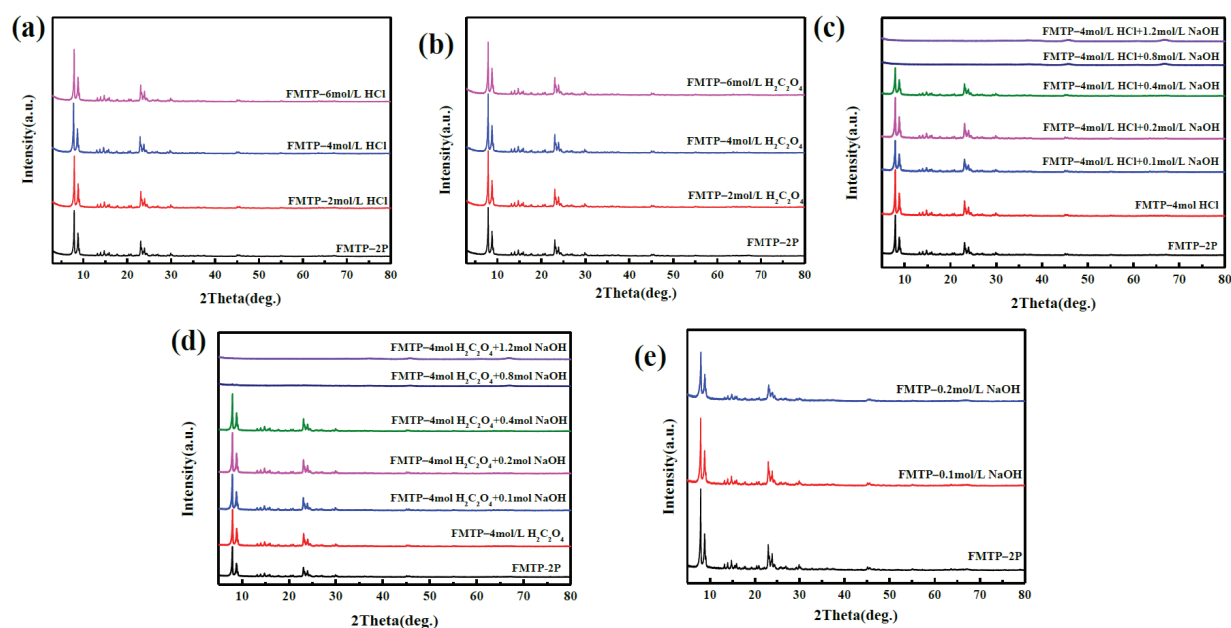 (a)
Intensity(a.u.)
FMTP−6mol/L HCl
FMTP−4mol/L HCl
FMTP−2mol/L HCl
FMTP−2P
10 20 30 40 50 60 70 80
2Theta(deg.)
(b)
Intensity(a.u.)
FMTP−6mol/L H₂C₂O₄
FMTP−4mol/L H₂C₂O₄
FMTP−2mol/L H₂C₂O₄
FMTP−2P
10 20 30 40 50 60 70 80
2Theta(deg.)
(c)
Intensity(a.u.)
FMTP−4mol/L HCl+1.2mol/L NaOH
FMTP−4mol/L HCl+0.8mol/L NaOH
FMTP−4mol/L HCl+0.4mol/L NaOH
FMTP−4mol/L HCl+0.2mol/L NaOH
FMTP−4mol/L HCl+0.1mol/L NaOH
FMTP−4mol HCl
FMTP−2P
10 20 30 40 50 60 70 80
2Theta(deg.)
(d)
Intensity(a.u.)
FMTP−4mol H₂C₂O₄+1.2mol NaOH
FMTP−4mol H₂C₂O₄+0.8mol NaOH
FMTP−4mol H₂C₂O₄+0.4mol NaOH
FMTP−4mol H₂C₂O₄+0.2mol NaOH
FMTP−4mol H₂C₂O₄+0.1mol NaOH
FMTP−4mol/L H₂C₂O₄
FMTP-2P
10 20 30 40 50 60 70 80
2Theta(deg.)
(e)
Intensity(a.u.)
FMTP−0.2mol/L NaOH
FMTP−0.1mol/L NaOH
FMTP−2P
10 20 30 40 50 60 70 80
2Theta(deg.)